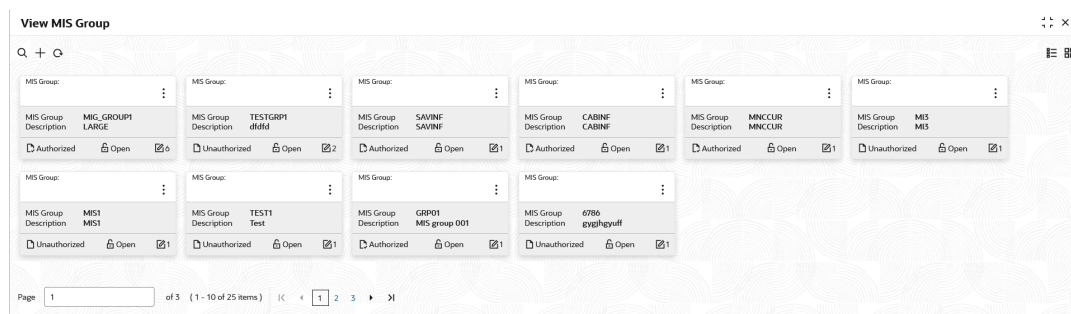 View MIS Group
MIS Group: MIS Group: MIS Group: MIS Group: MIS Group: MIS Group:
MIS Group MIG_GROUP1 MIS Group TESTGRP1 MIS Group SAVINF MIS Group CABINF MIS Group MNCCUR MIS Group MI3
Description LARGE Description dfdfd Description SAVINF Description CABINF Description MNCCUR Description MI3
Authorized Open 6 Unauthorized Open 2 Authorized Open 1 Authorized Open 1 Authorized Open 1 Unauthorized Open 1
MIS Group: MIS Group: MIS Group: MIS Group:
MIS Group MIS1 MIS Group TEST1 MIS Group GRP01 MIS Group 6786
Description MIS1 Description Test Description MIS group 001 Description gygjhgyuff
Unauthorized Open 1 Unauthorized Open 1 Authorized Open 1 Unauthorized Open 1
Page 1 of 3 ( 1 - 10 of 25 items ) 1 2 3